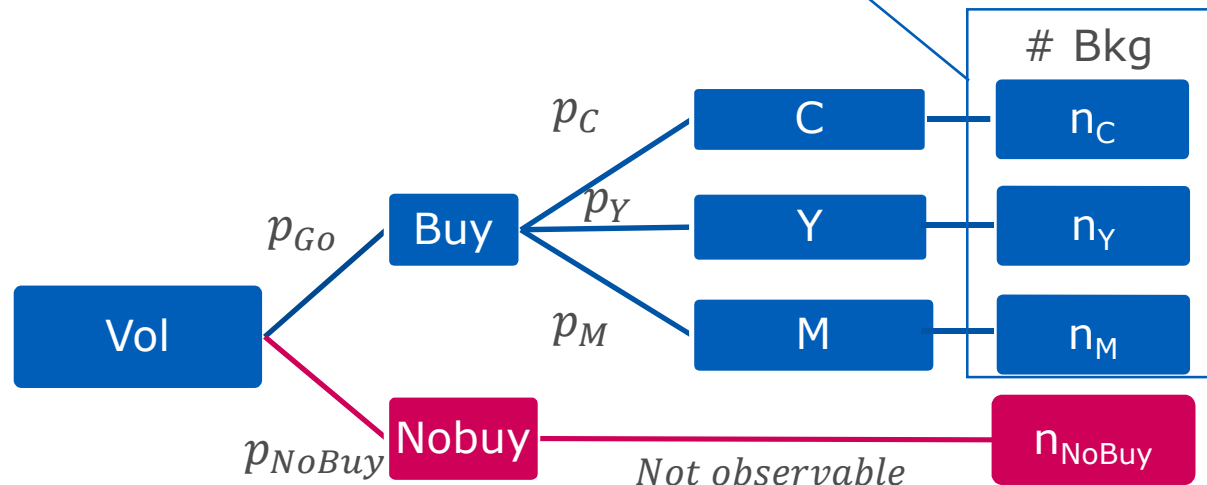 # Bkg
p_C
C
n_C
p_Y
Y
n_Y
p_Go
Buy
Vol
p_M
M
n_M
p_NoBuy
Nobuy
Not observable
n_NoBuy